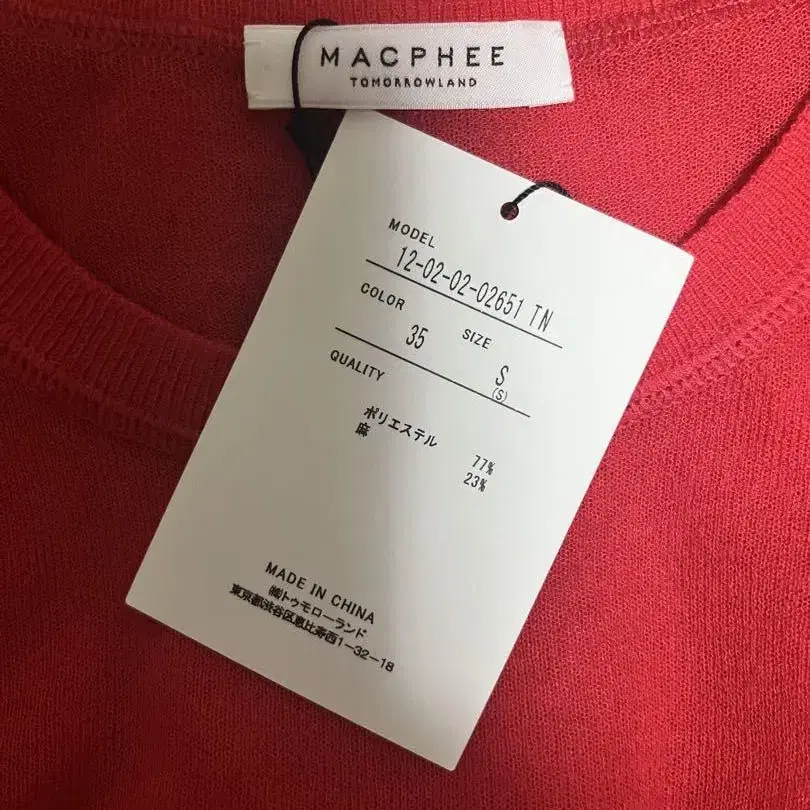 MACPHEE
TOMORROWLAND
MODEL
12-02-02-02651 TN
COLOR
SIZE
35
S
(S)
QUALITY
ポリエステル 77%
麻 23%
MADE IN CHINA
㈱トゥモローランド
東京都渋谷区恵比寿西1-32-18